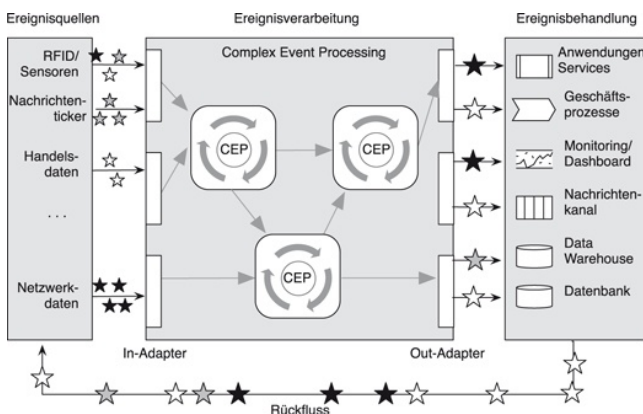 Ereignisquellen
Ereignisverarbeitung
Ereignisbehandlung
RFID/
Sensoren
Nachrichten-
ticker
Handels-
daten
. . .
Netzwerk-
daten
Complex Event Processing
CEP
CEP
CEP
Anwendungen
Services
Geschäfts-
prozesse
Monitoring/
Dashboard
Nachrichten-
kanal
Data
Warehouse
Datenbank
In-Adapter
Out-Adapter
Rückfluss